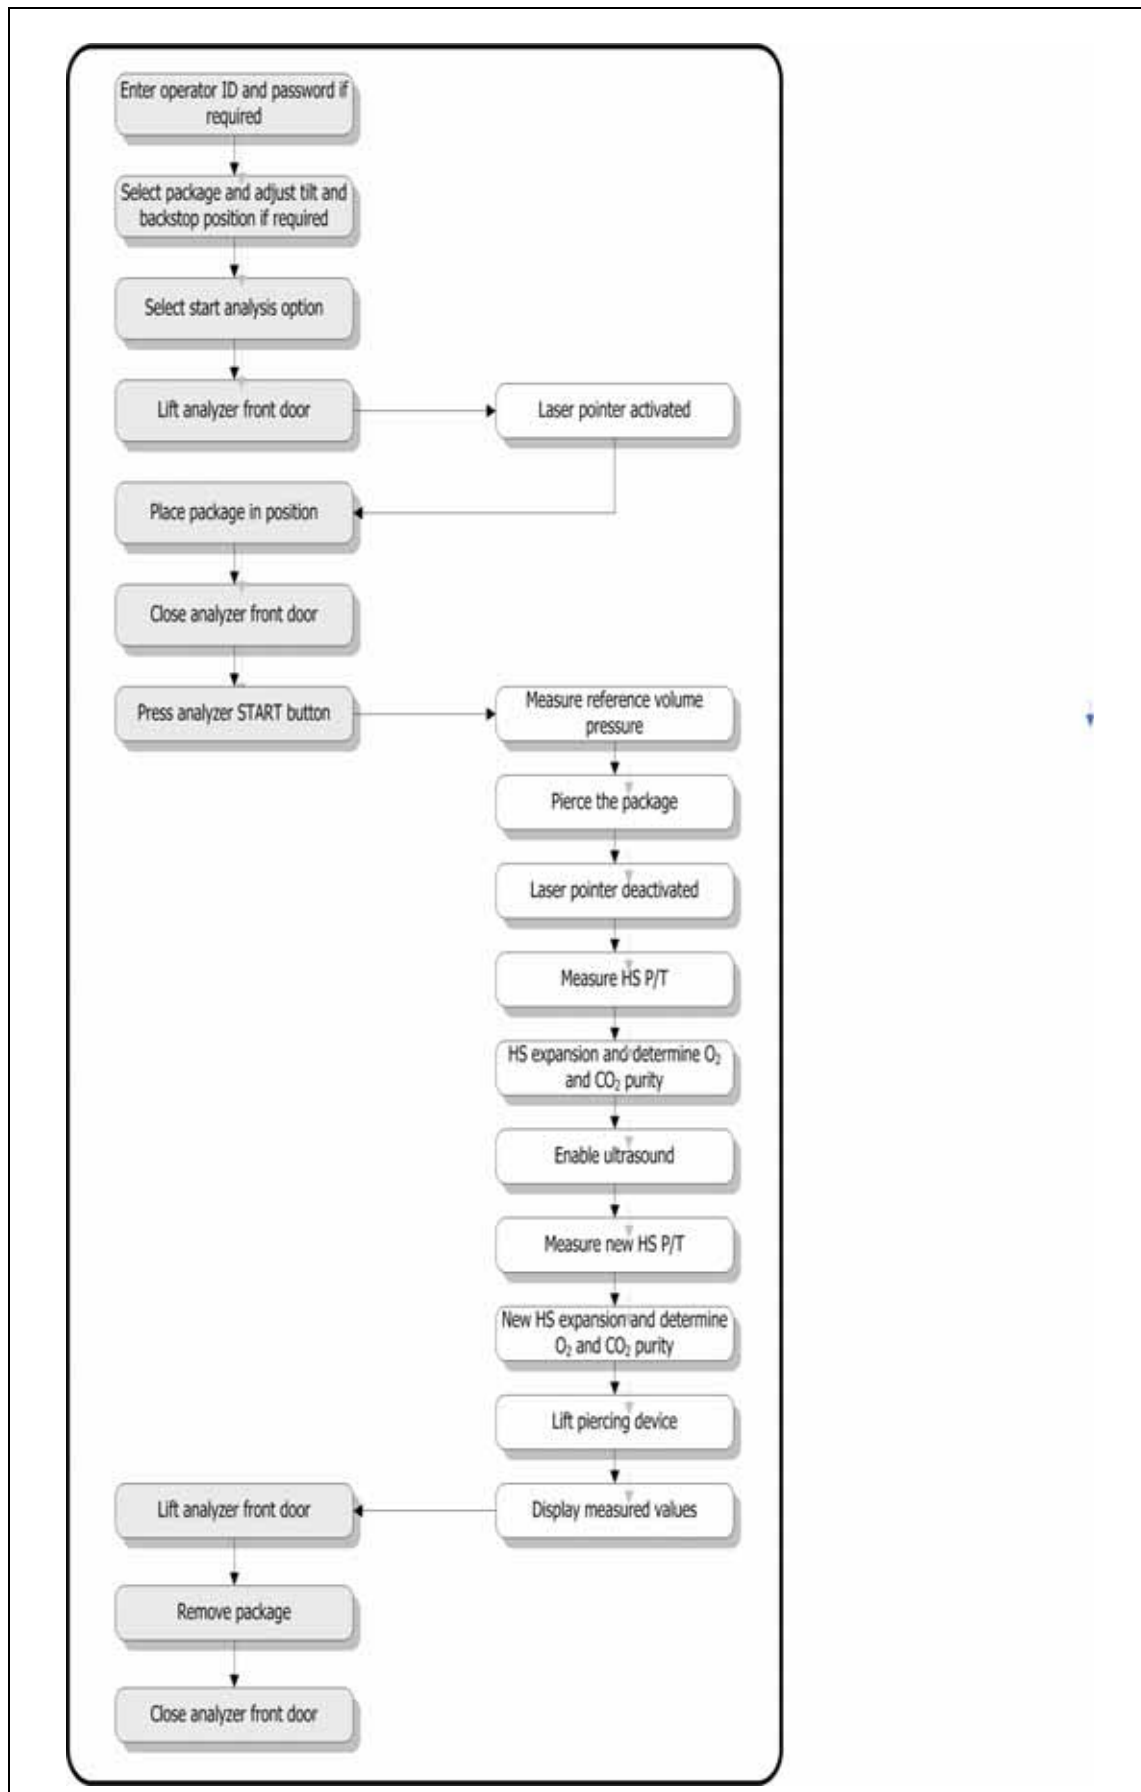 Enter operator ID and password if
required
Select package and adjust tilt and
backstop position if required
Select start analysis option
Lift analyzer front door
Laser pointer activated
Place package in position
Close analyzer front door
Press analyzer START button
Measure reference volume
pressure
Pierce the package
Laser pointer deactivated
Measure HS P/T
HS expansion and determine O₂
and CO₂ purity
Enable ultrasound
Measure new HS P/T
New HS expansion and determine
O₂ and CO₂ purity
Lift piercing device
Display measured values
Lift analyzer front door
Remove package
Close analyzer front door